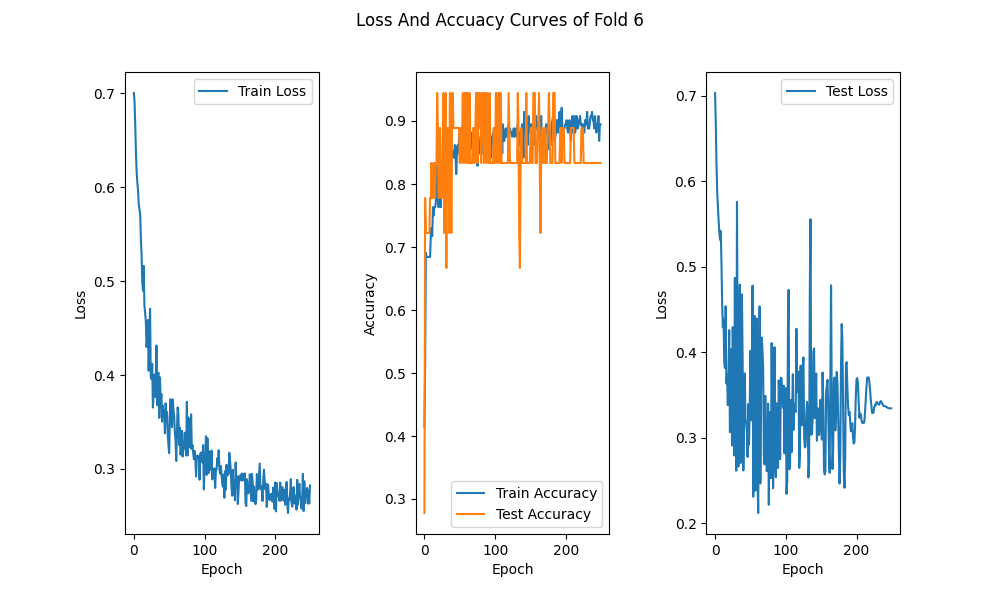 Loss And Accuacy Curves of Fold 6
Train Loss
0.7
0.6
0.5
0.4
0.3
Loss
0
100
200
Epoch
0.9
0.8
0.7
0.6
0.5
0.4
0.3
Accuracy
Train Accuracy
Test Accuracy
0
100
200
Epoch
Test Loss
0.7
0.6
0.5
0.4
0.3
0.2
Loss
0
100
200
Epoch